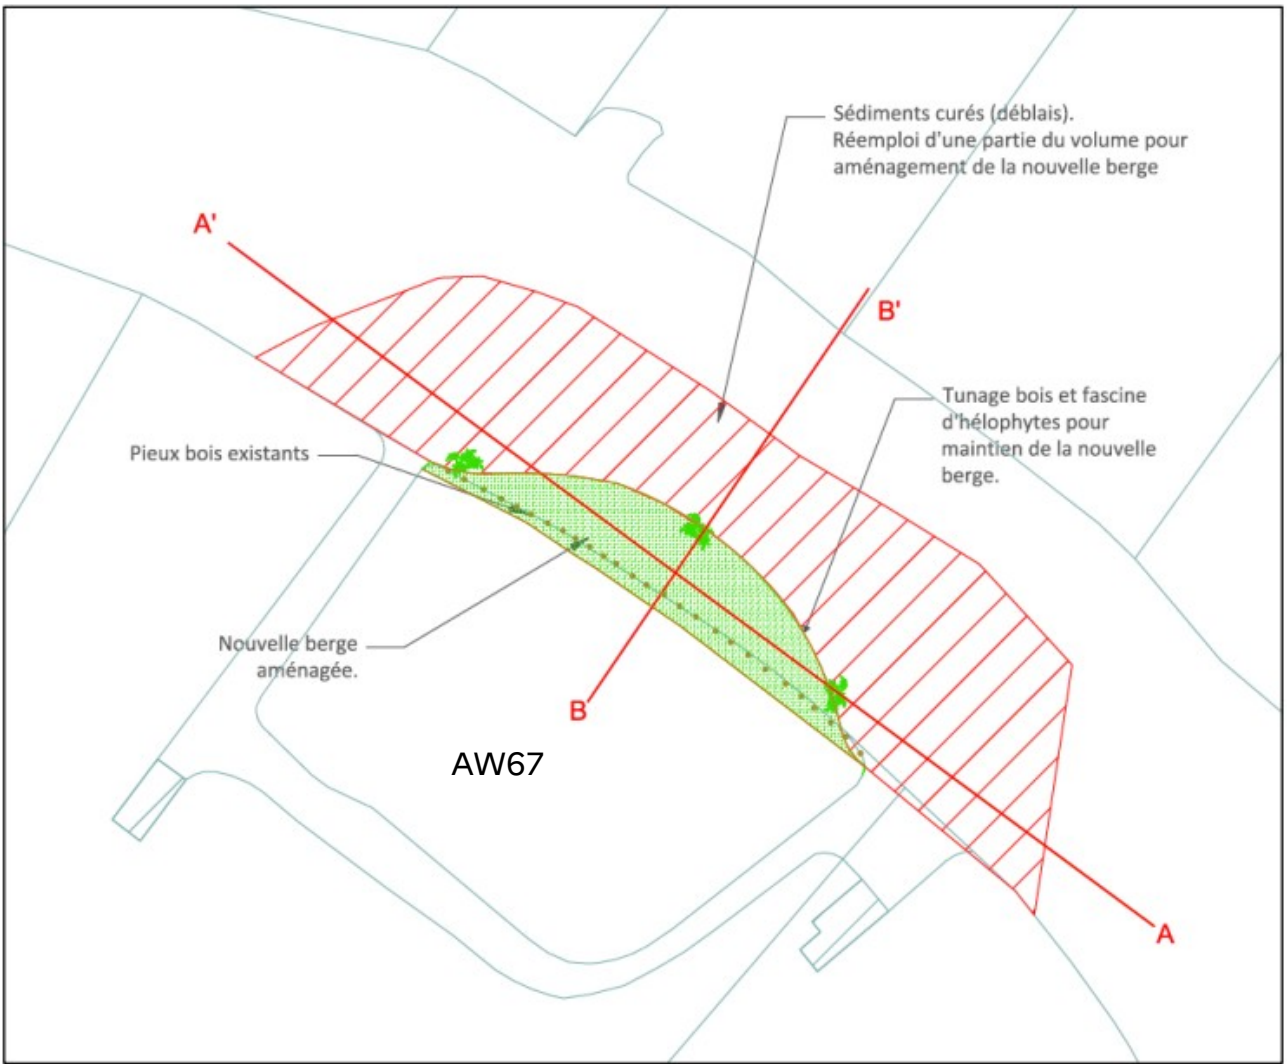 Sédiments curés (déblais).
Réemploi d'une partie du volume pour
aménagement de la nouvelle berge
A'
B'
Tunage bois et fascine
d'hélophytes pour
maintien de la nouvelle
berge.
Pieux bois existants
Nouvelle berge
aménagée.
B
AW67
A